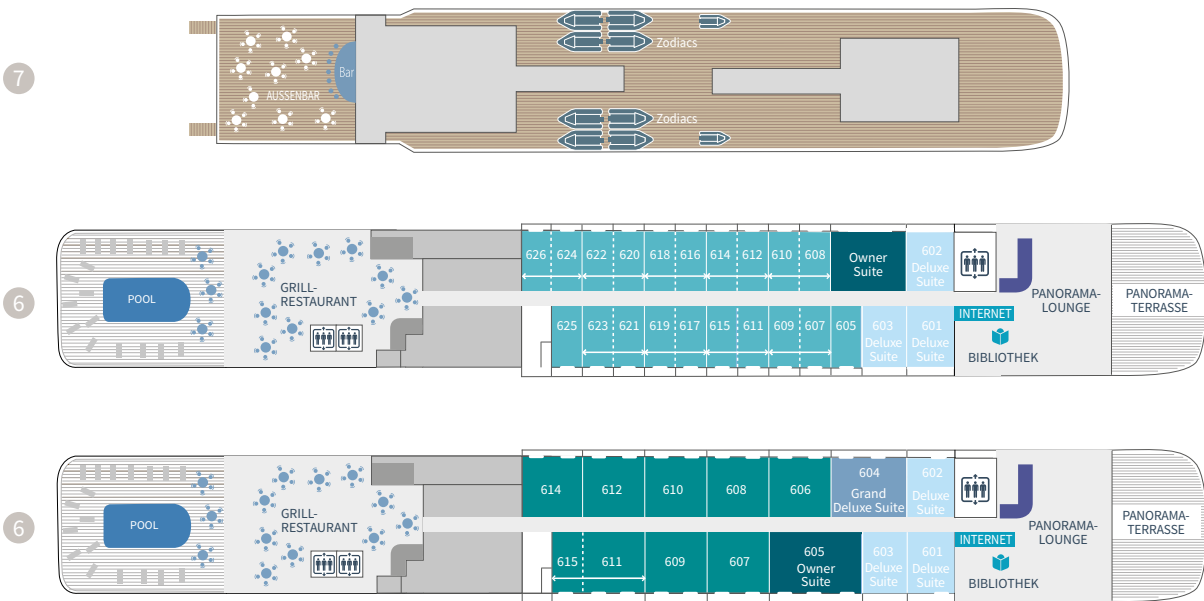 7
Bar
AUSSENBAR
Zodiacs
Zodiacs
6
POOL
GRILL-
RESTAURANT
626 624 622 620 618 616 614 612 610 608
Owner
Suite
602
Deluxe
Suite
625 623 621 619 617 615 611 609 607 605
603
Deluxe
Suite
601
Deluxe
Suite
INTERNET
BIBLIOTHEK
PANORAMA-
LOUNGE
PANORAMA-
TERRASSE
6
POOL
GRILL-
RESTAURANT
614 612 610 608 606
604
Grand
Deluxe Suite
602
Deluxe
Suite
615 611 609 607
605
Owner
Suite
603
Deluxe
Suite
601
Deluxe
Suite
INTERNET
BIBLIOTHEK
PANORAMA-
LOUNGE
PANORAMA-
TERRASSE